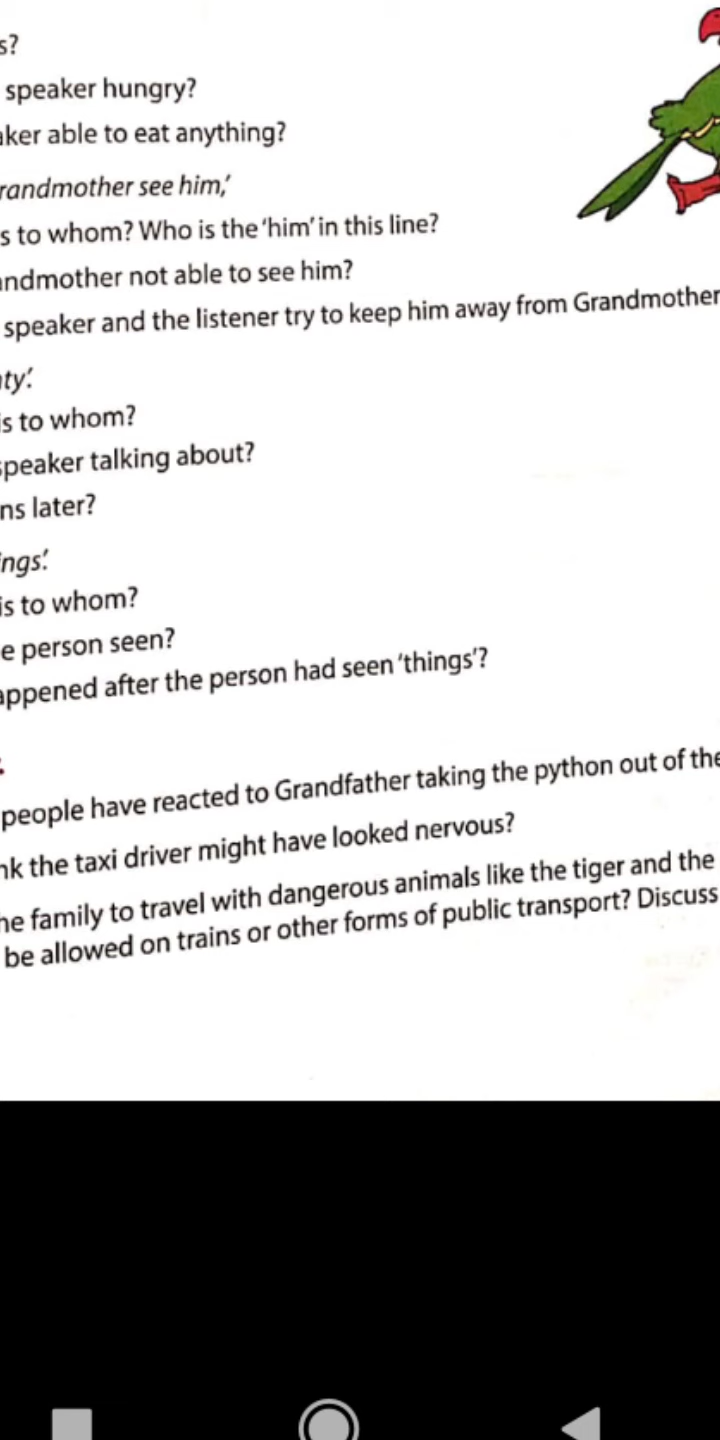 s?
speaker hungry?
aker able to eat anything?
randmother see him,'
s to whom? Who is the 'him' in this line?
andmother not able to see him?
speaker and the listener try to keep him away from Grandmother
ty'.
is to whom?
speaker talking about?
ns later?
ngs'.
is to whom?
e person seen?
appened after the person had seen 'things'?
people have reacted to Grandfather taking the python out of the
nk the taxi driver might have looked nervous?
he family to travel with dangerous animals like the tiger and the
be allowed on trains or other forms of public transport? Discuss